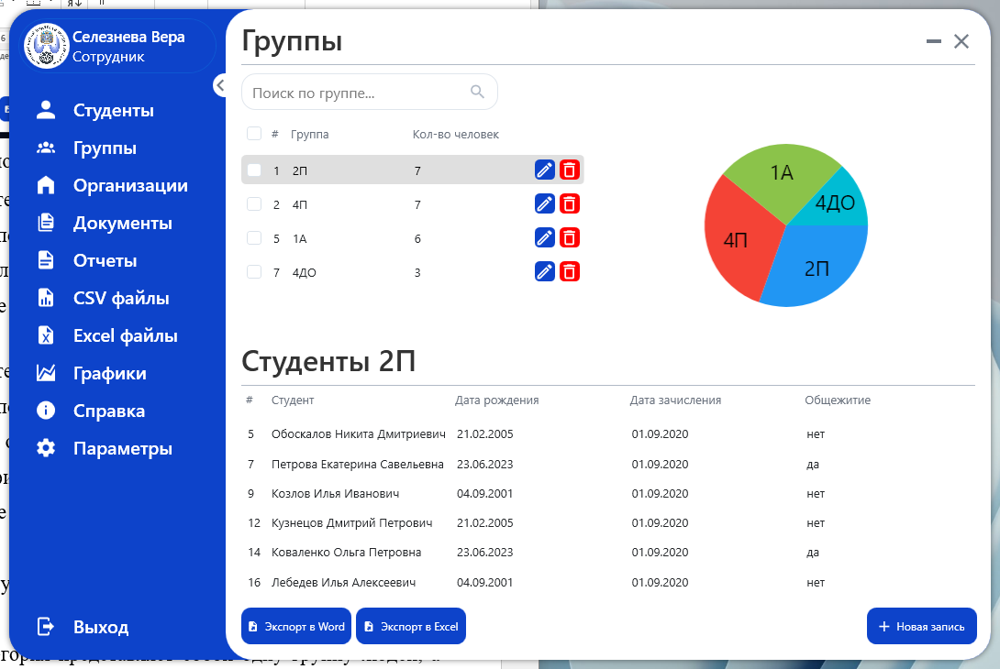 Селезнева Вера
Сотрудник
Студенты
Группы
Организации
Документы
Отчеты
CSV файлы
Excel файлы
Графики
Справка
Параметры
Выход
Группы
Поиск по группе...
# Группа Кол-во человек
1 2П 7
2 4П 7
5 1А 6
7 4ДО 3
1А
4ДО
4П
2П
Студенты 2П
# Студент Дата рождения Дата зачисления Общежитие
5 Обоскалов Никита Дмитриевич 21.02.2005 01.09.2020 нет
7 Петрова Екатерина Савельевна 23.06.2023 01.09.2020 да
9 Козлов Илья Иванович 04.09.2001 01.09.2020 нет
12 Кузнецов Дмитрий Петрович 21.02.2005 01.09.2020 нет
14 Коваленко Ольга Петровна 23.06.2023 01.09.2020 да
16 Лебедев Илья Алексеевич 04.09.2001 01.09.2020 нет
Экспорт в Word Экспорт в Excel Новая запись